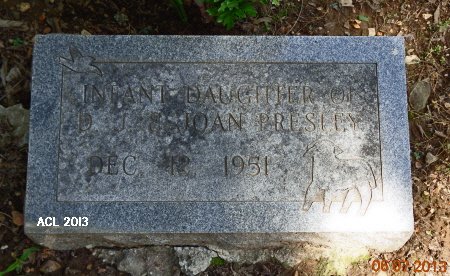 INFANT DAUGHTER OF
D. J. & JOAN PRESLEY
DEC. 12, 1951
ACL 2013